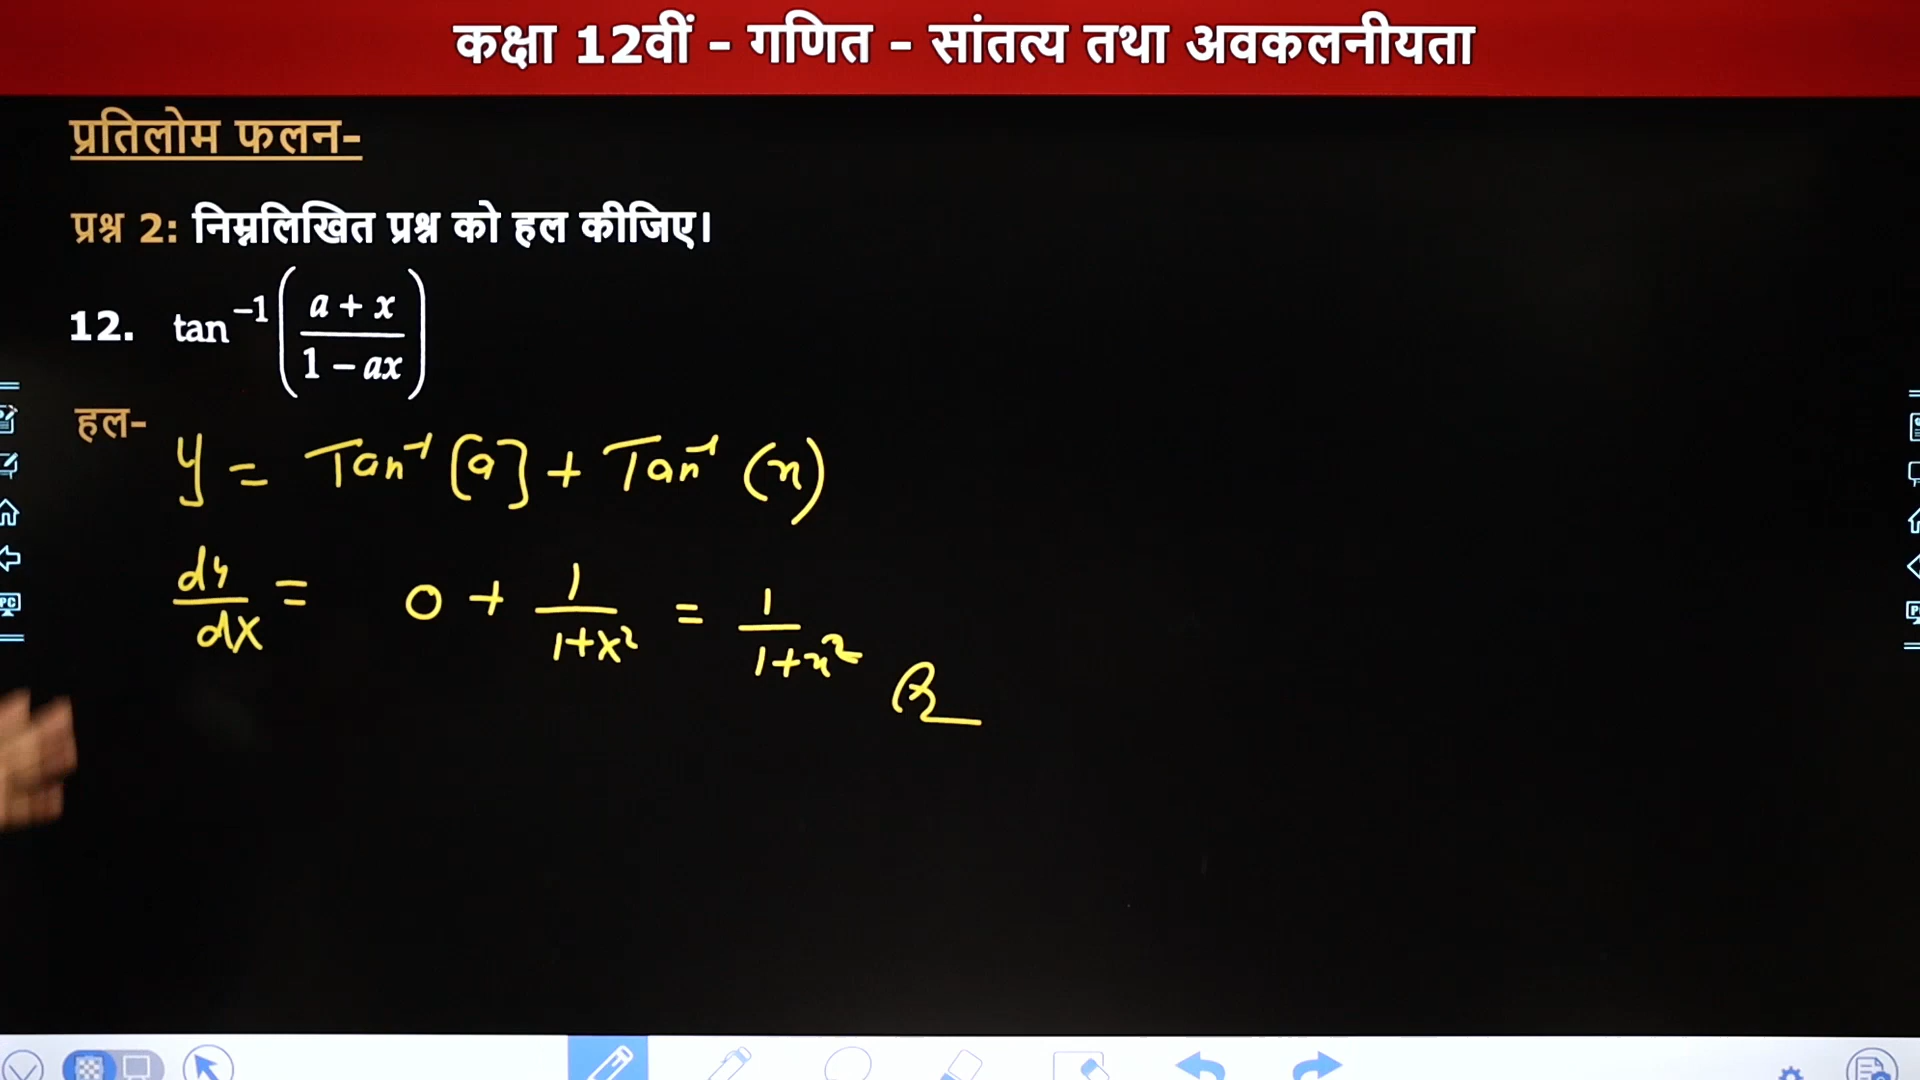 कक्षा 12वीं - गणित - सांतत्य तथा अवकलनीयता
प्रतिलोम फलन-
प्रश्न 2: निम्नलिखित प्रश्न को हल कीजिए।
12. tan⁻¹((a + x)/(1 − ax))
हल-
y = Tan⁻¹[a] + Tan⁻¹(x)
dy/dx = 0 + 1/(1+x²) = 1/(1+x²)